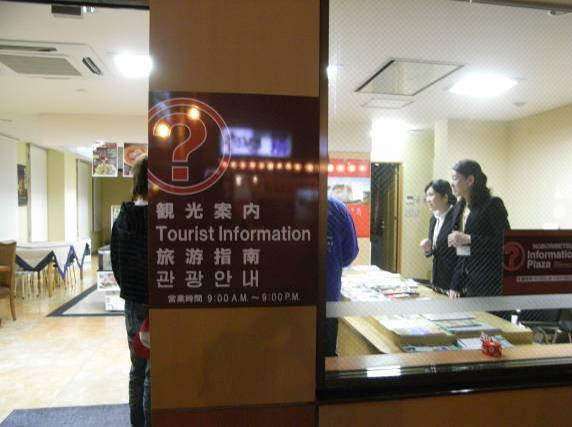 ?
観光案内
Tourist Information
旅游指南
관광안내
営業時間 9:00 A.M. ～ 9:00 P.M.
?
NOBORIBETSU
Information
Plaza